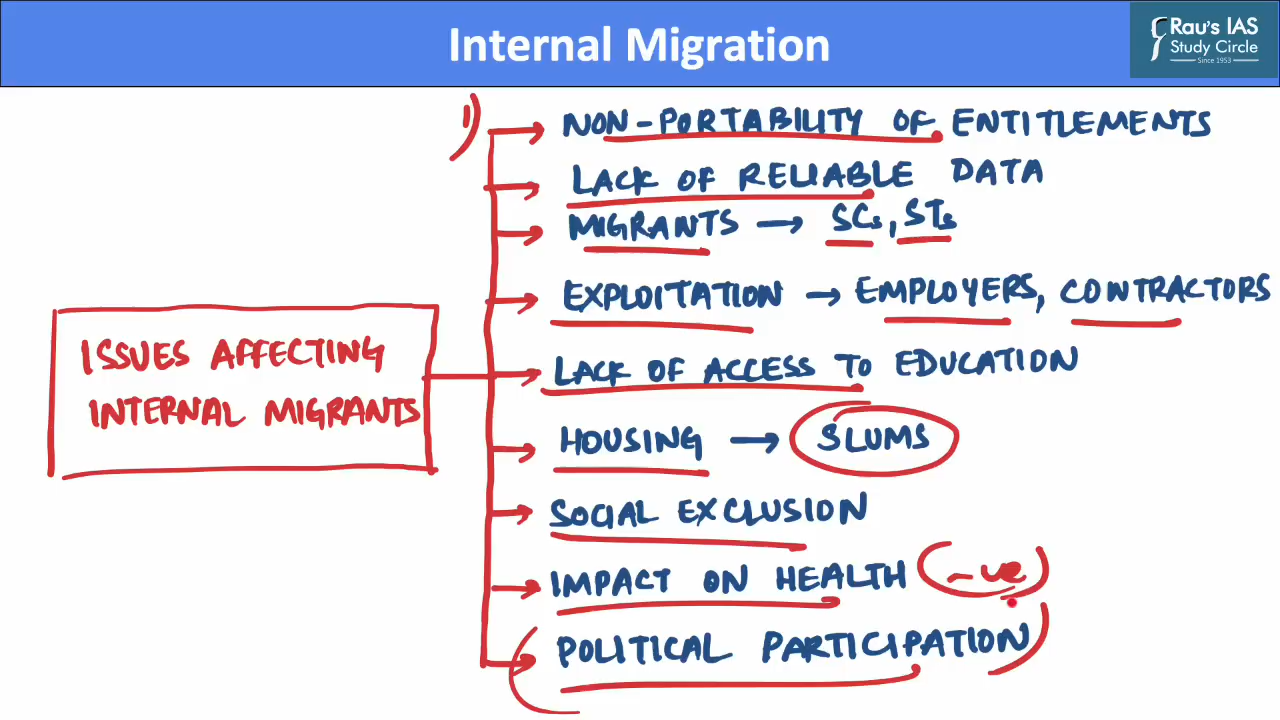 Internal Migration
Rau's IAS
Study Circle
Since 1953
1)
NON-PORTABILITY OF ENTITLEMENTS
LACK OF RELIABLE DATA
MIGRANTS → SCs, STs
EXPLOITATION → EMPLOYERS, CONTRACTORS
ISSUES AFFECTING
INTERNAL MIGRANTS
LACK OF ACCESS TO EDUCATION
HOUSING → SLUMS
SOCIAL EXCLUSION
IMPACT ON HEALTH (-ve)
(POLITICAL PARTICIPATION)